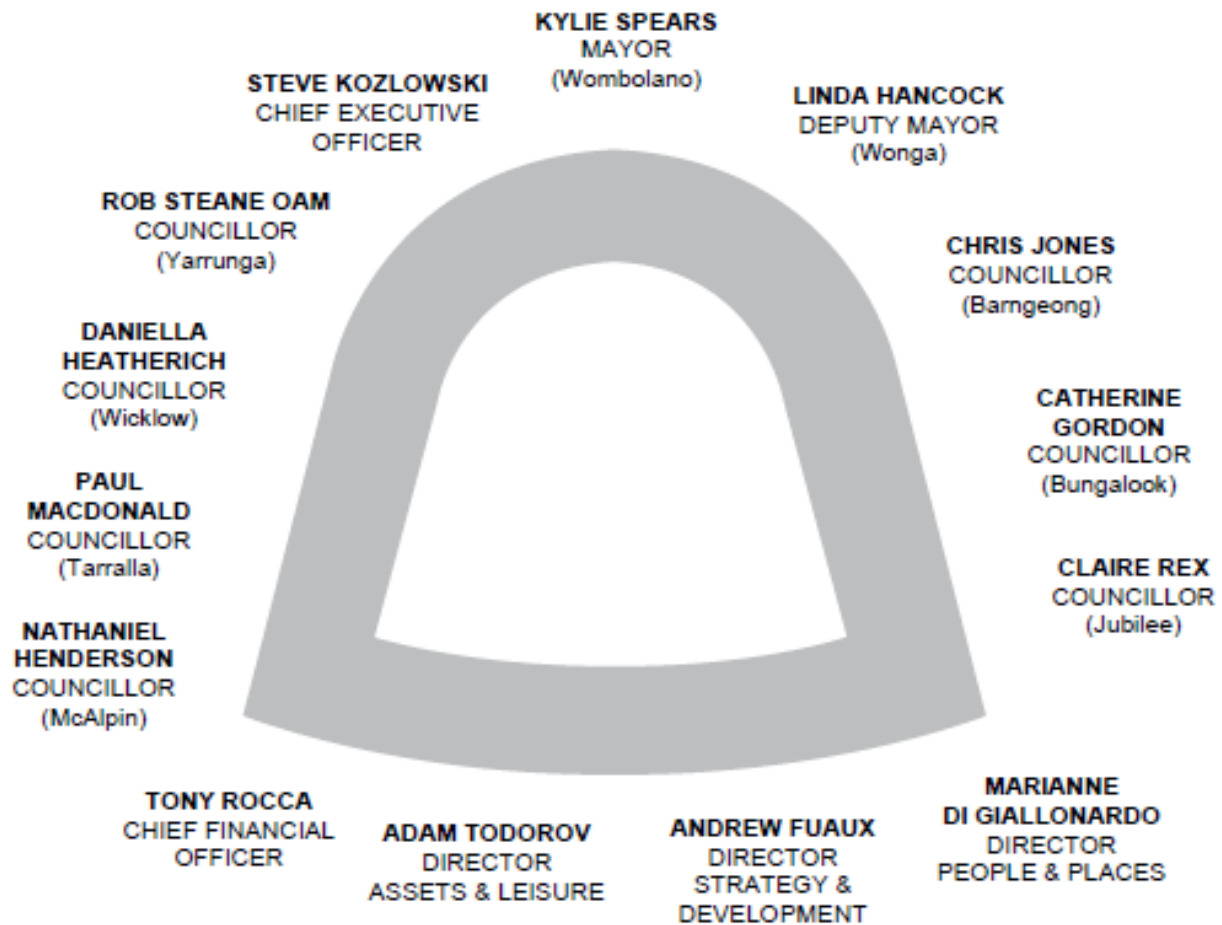 KYLIE SPEARS
MAYOR
(Wombolano)
STEVE KOZLOWSKI
CHIEF EXECUTIVE
OFFICER
LINDA HANCOCK
DEPUTY MAYOR
(Wonga)
ROB STEANE OAM
COUNCILLOR
(Yarrunga)
CHRIS JONES
COUNCILLOR
(Barngeong)
DANIELLA
HEATHERICH
COUNCILLOR
(Wicklow)
CATHERINE
GORDON
COUNCILLOR
(Bungalook)
PAUL
MACDONALD
COUNCILLOR
(Tarralla)
CLAIRE REX
COUNCILLOR
(Jubilee)
NATHANIEL
HENDERSON
COUNCILLOR
(McAlpin)
TONY ROCCA
CHIEF FINANCIAL
OFFICER
ADAM TODOROV
DIRECTOR
ASSETS & LEISURE
ANDREW FUAUX
DIRECTOR
STRATEGY &
DEVELOPMENT
MARIANNE
DI GIALLONARDO
DIRECTOR
PEOPLE & PLACES